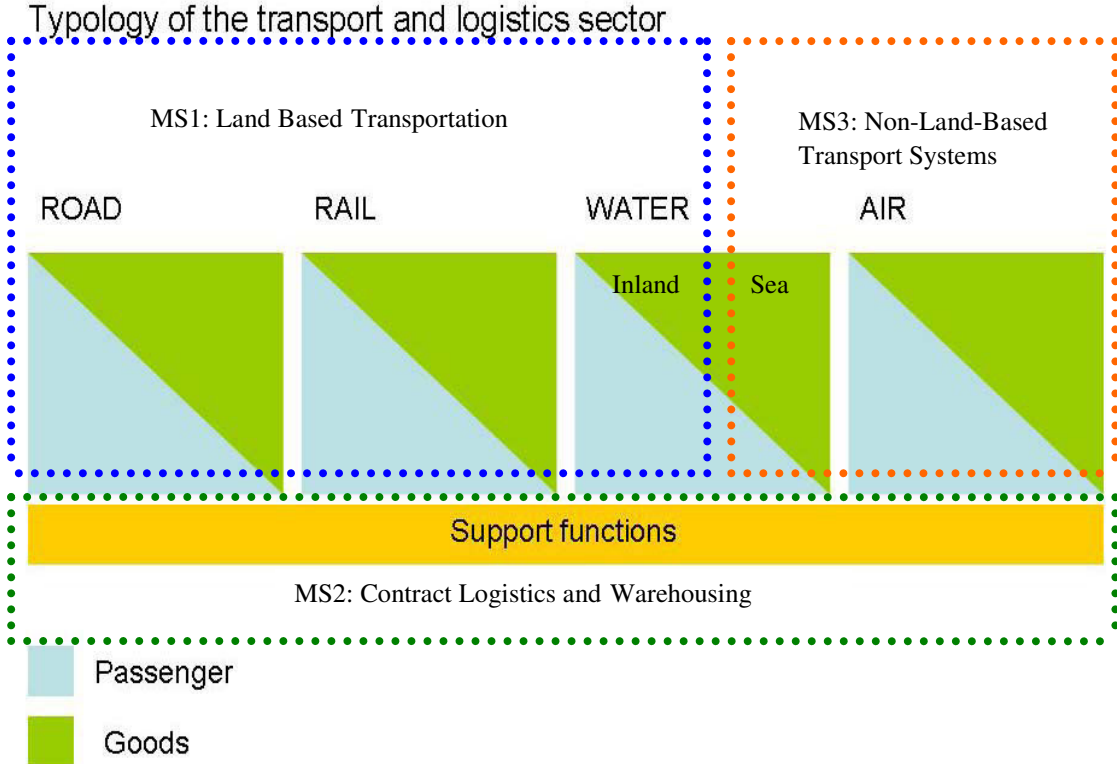 Typology of the transport and logistics sector
MS1: Land Based Transportation
MS3: Non-Land-Based
Transport Systems
ROAD
RAIL
WATER
AIR
Inland
Sea
Support functions
MS2: Contract Logistics and Warehousing
Passenger
Goods